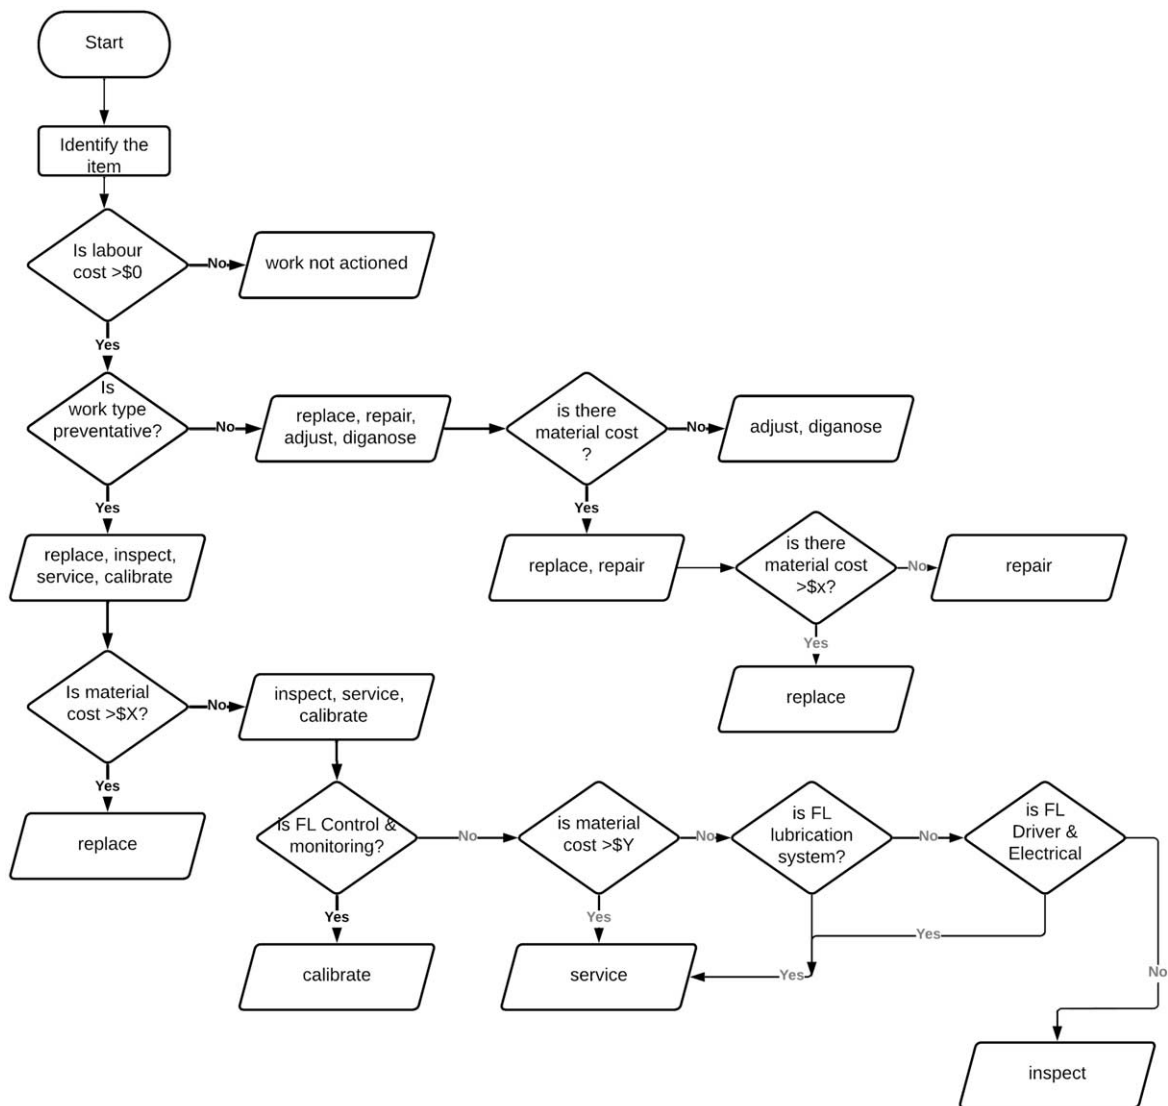 Start
Identify the
item
Is labour
cost >$0
No
work not actioned
Yes
Is
work type
preventative?
No
replace, repair,
adjust, diganose
is there
material cost
?
No
adjust, diganose
Yes
Yes
replace, inspect,
service, calibrate
replace, repair
is there
material cost
>$x?
No
repair
Yes
replace
Is material
cost >$X?
No
inspect, service,
calibrate
Yes
replace
is FL Control &
monitoring?
No
is material
cost >$Y
No
is FL
lubrication
system?
No
is FL
Driver &
Electrical
Yes
Yes
Yes
Yes
No
calibrate
service
inspect